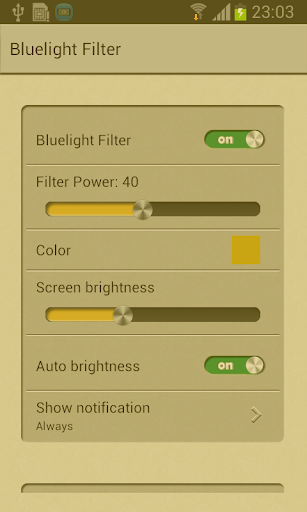 23:03
Bluelight Filter
Bluelight Filter on
Filter Power: 40
Color
Screen brightness
Auto brightness on
Show notification
Always